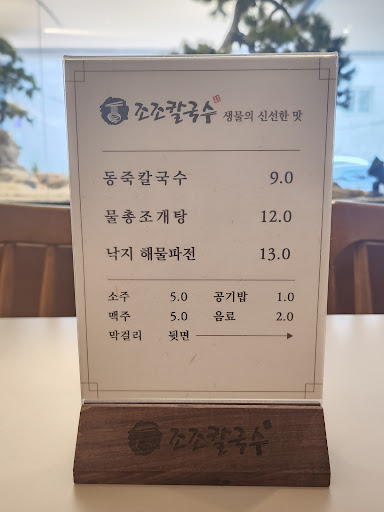 조조칼국수 생물의 신선한 맛
동죽칼국수 9.0
물총조개탕 12.0
낙지 해물파전 13.0
소주 5.0 공기밥 1.0
맥주 5.0 음료 2.0
막걸리 뒷면
조조칼국수